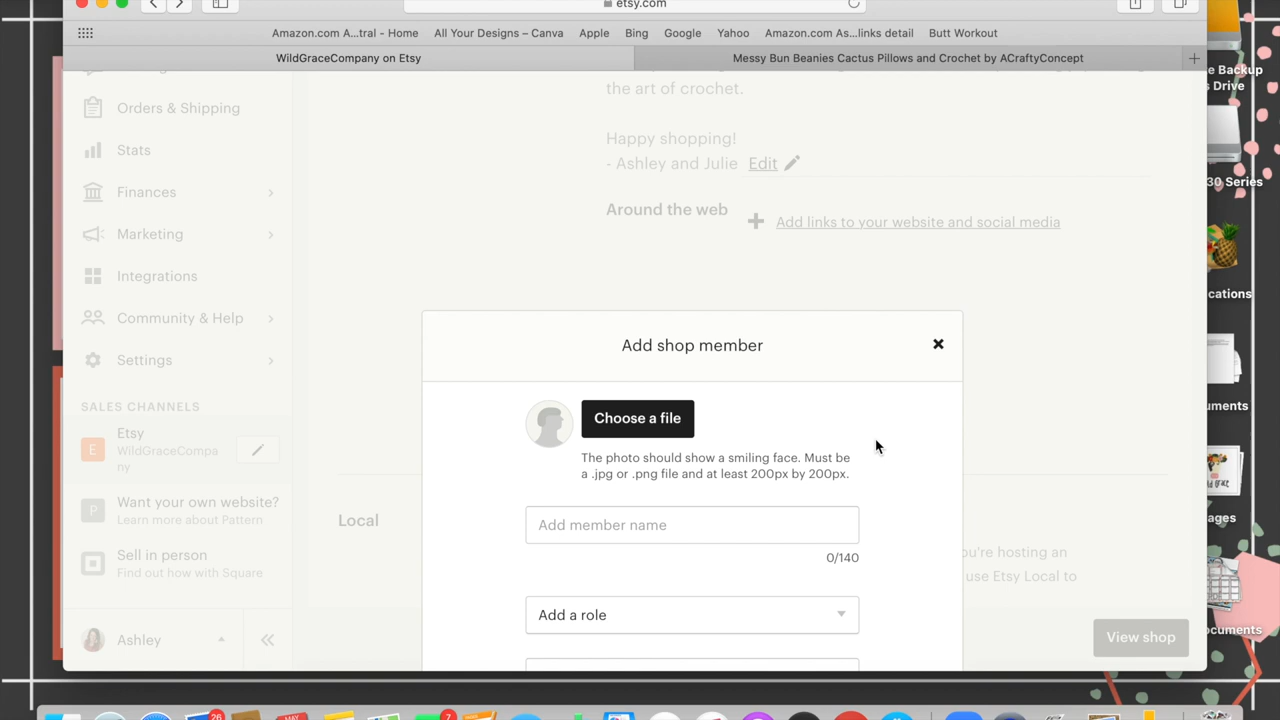 etsy.com
Amazon.com A...tral - Home
All Your Designs – Canva
Apple
Bing
Google
Yahoo
Amazon.com As...links detail
Butt Workout
WildGraceCompany on Etsy
Messy Bun Beanies Cactus Pillows and Crochet by ACraftyConcept
e Backup
s Drive
30 Series
cations
uments
ages
ocuments
Orders & Shipping
Stats
Finances
Marketing
Integrations
Community & Help
Settings
SALES CHANNELS
E
Etsy
WildGraceCompa
ny
P
Want your own website?
Learn more about Pattern
Sell in person
Find out how with Square
Ashley
the art of crochet.
Happy shopping!
- Ashley and Julie Edit
Around the web
Add links to your website and social media
Add shop member
Choose a file
The photo should show a smiling face. Must be
a .jpg or .png file and at least 200px by 200px.
Add member name
0/140
Add a role
Local
ou're hosting an
use Etsy Local to
View shop
26
MAY
7